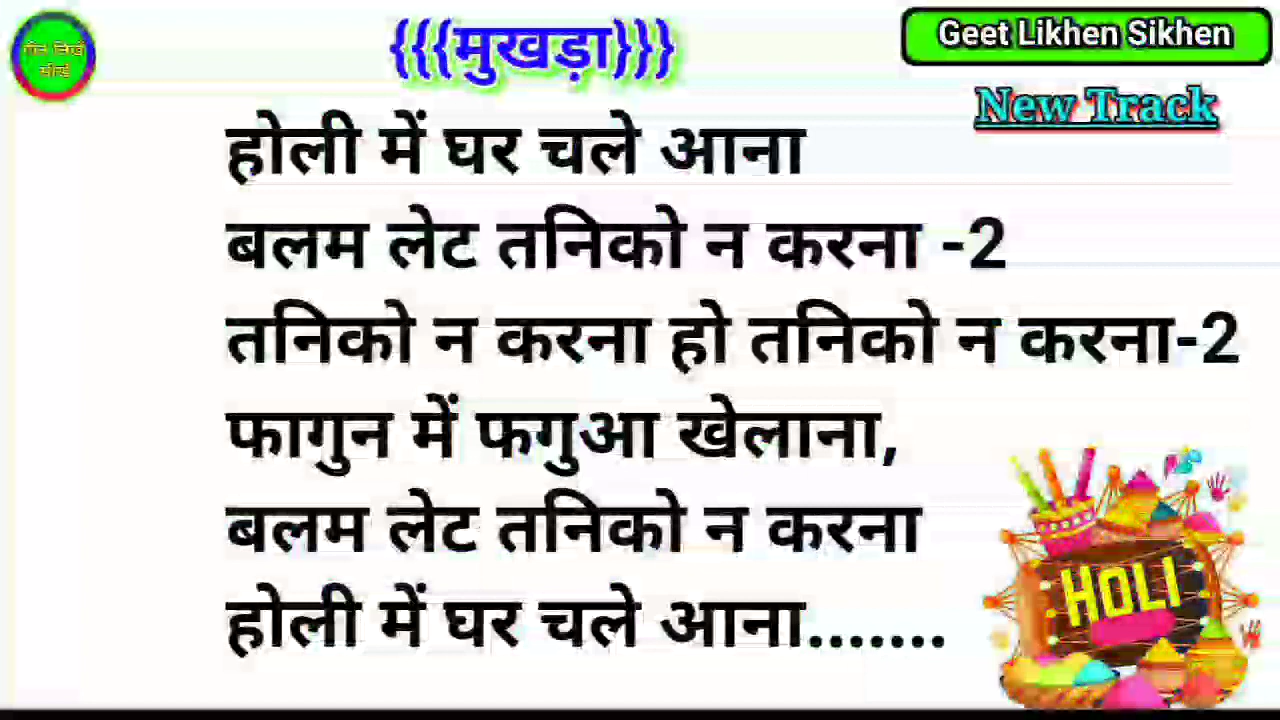 गीत लिखें
सीखें
{{{मुखड़ा}}}
Geet Likhen Sikhen
New Track
होली में घर चले आना
बलम लेट तनिको न करना -2
तनिको न करना हो तनिको न करना-2
फागुन में फगुआ खेलाना,
बलम लेट तनिको न करना
होली में घर चले आना.......
HOLI